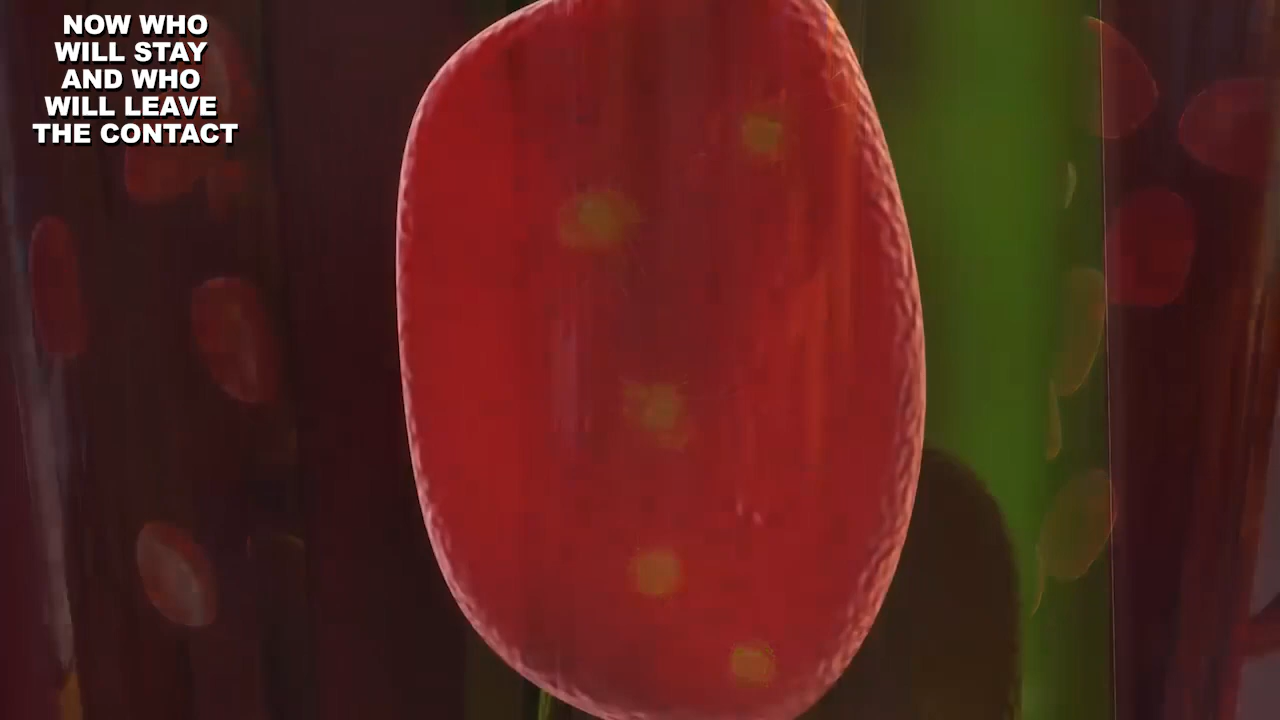 NOW WHO
WILL STAY
AND WHO
WILL LEAVE
THE CONTACT